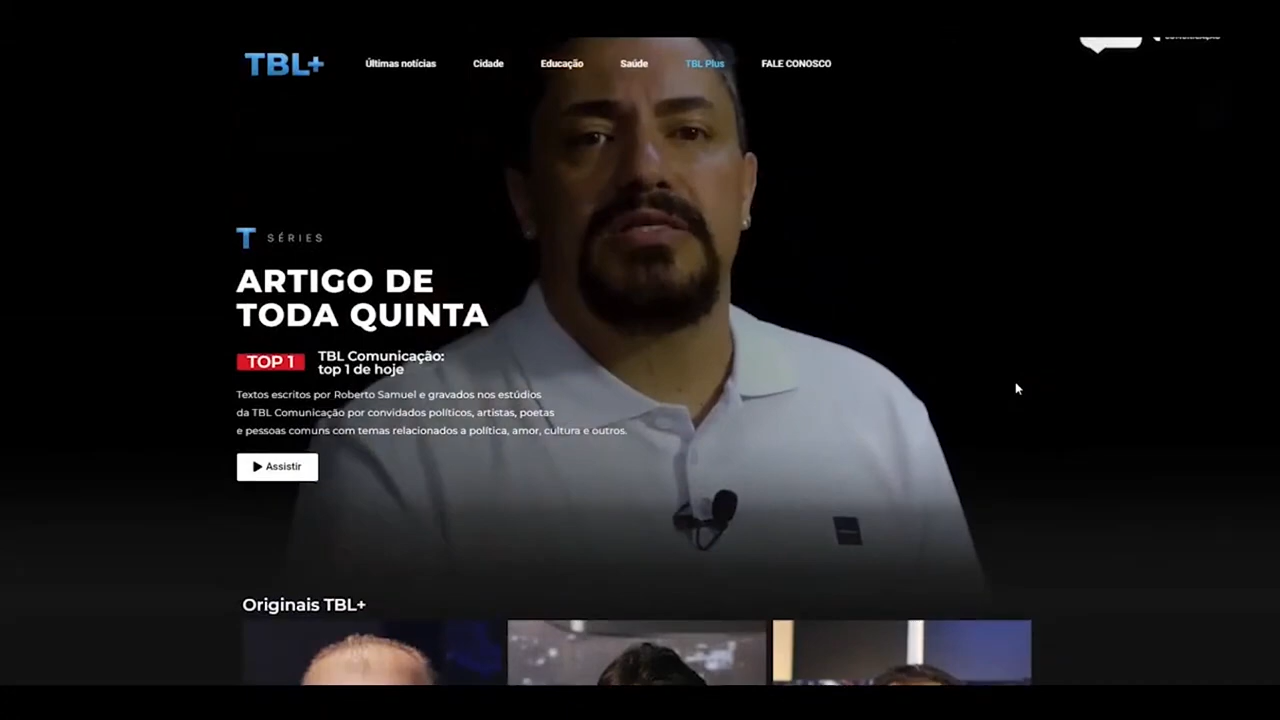 TBL+
Últimas notícias
Cidade
Educação
Saúde
TBL Plus
FALE CONOSCO
T SÉRIES
ARTIGO DE
TODA QUINTA
TOP 1
TBL Comunicação:
top 1 de hoje
Textos escritos por Roberto Samuel e gravados nos estúdios
da TBL Comunicação por convidados políticos, artistas, poetas
e pessoas comuns com temas relacionados a política, amor, cultura e outros.
Assistir
Originais TBL+